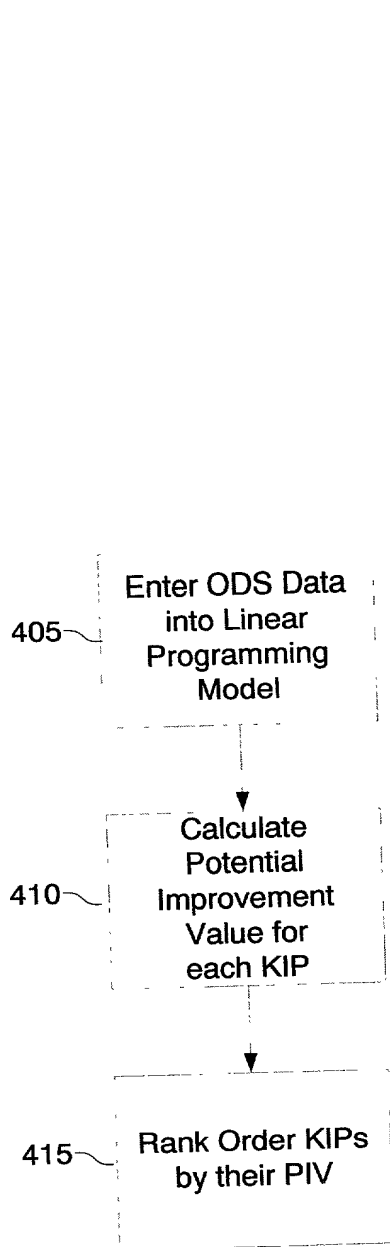 Enter ODS Data
into Linear
405
Programming
Model
Calculate
Potential
410
Improvement
Value for
each KIP
415
Rank Order KIPs
by their PIV